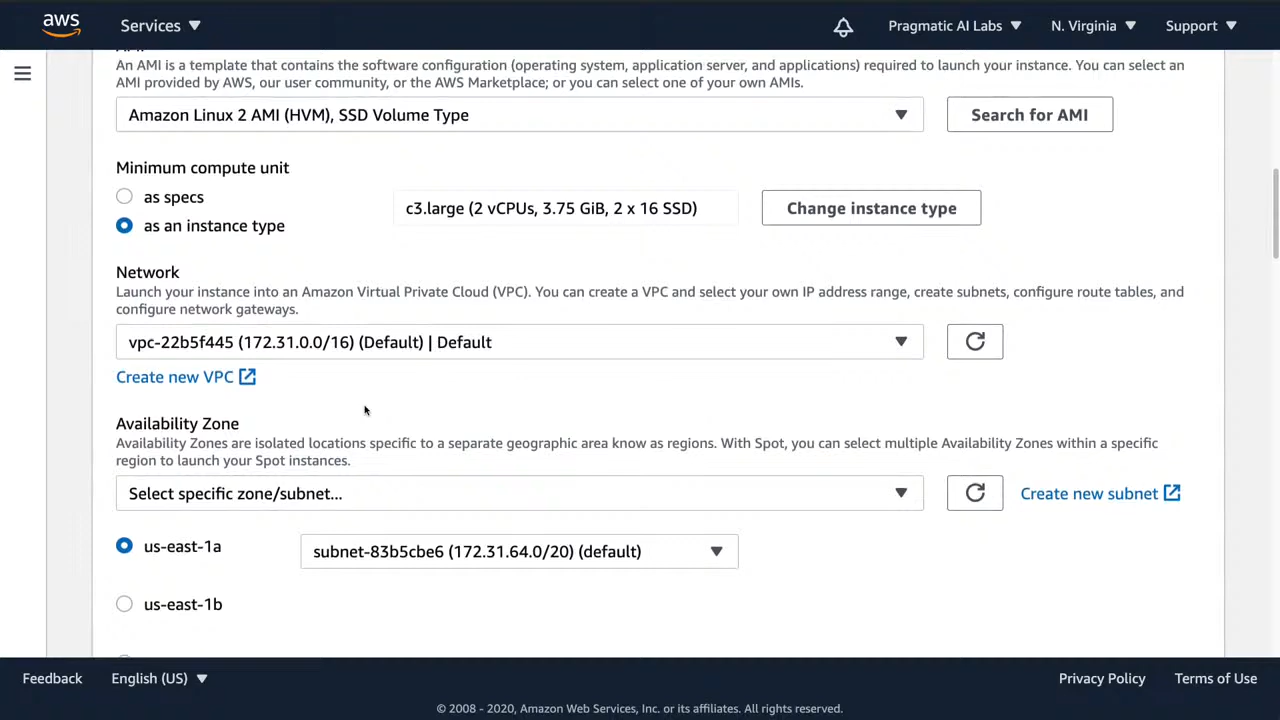 aws
Services
Pragmatic AI Labs
N. Virginia
Support
An AMI is a template that contains the software configuration (operating system, application server, and applications) required to launch your instance. You can select an
AMI provided by AWS, our user community, or the AWS Marketplace; or you can select one of your own AMIs.
Amazon Linux 2 AMI (HVM), SSD Volume Type
Search for AMI
Minimum compute unit
as specs
as an instance type
c3.large (2 vCPUs, 3.75 GiB, 2 x 16 SSD)
Change instance type
Network
Launch your instance into an Amazon Virtual Private Cloud (VPC). You can create a VPC and select your own IP address range, create subnets, configure route tables, and
configure network gateways.
vpc-22b5f445 (172.31.0.0/16) (Default) | Default
Create new VPC
Availability Zone
Availability Zones are isolated locations specific to a separate geographic area know as regions. With Spot, you can select multiple Availability Zones within a specific
region to launch your Spot instances.
Select specific zone/subnet...
Create new subnet
us-east-1a
subnet-83b5cbe6 (172.31.64.0/20) (default)
us-east-1b
Feedback
English (US)
Privacy Policy
Terms of Use
© 2008 - 2020, Amazon Web Services, Inc. or its affiliates. All rights reserved.